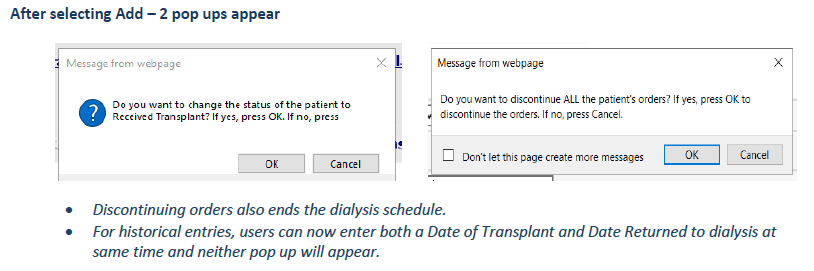 After selecting Add – 2 pop ups appear
Message from webpage
Do you want to change the status of the patient to
Received Transplant? If yes, press OK. If no, press
OK
Cancel
Message from webpage
Do you want to discontinue ALL the patient's orders? If yes, press OK to
discontinue the orders. If no, press Cancel.
Don't let this page create more messages
OK
Cancel
• Discontinuing orders also ends the dialysis schedule.
• For historical entries, users can now enter both a Date of Transplant and Date Returned to dialysis at
same time and neither pop up will appear.